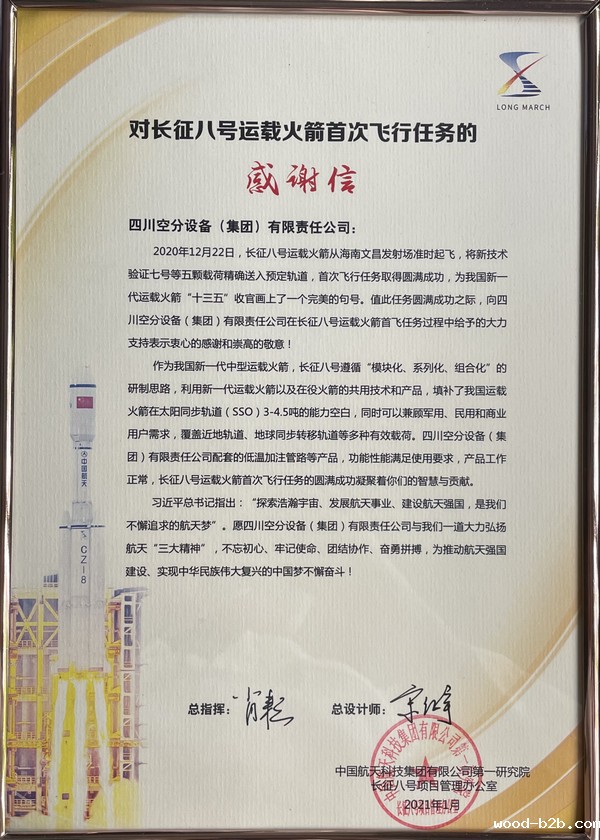 LONG MARCH
对长征八号运载火箭首次飞行任务的
感谢信
四川空分设备（集团）有限责任公司：
2020年12月22日，长征八号运载火箭从海南文昌发射场准时起飞，将新技术
验证七号等五颗载荷精确送入预定轨道，首次飞行任务取得圆满成功，为我国新一
代运载火箭“十三五”收官画上了一个完美的句号。值此任务圆满成功之际，向四
川空分设备（集团）有限责任公司在长征八号运载火箭首飞任务过程中给予的大力
支持表示衷心的感谢和崇高的敬意！
作为我国新一代中型运载火箭，长征八号遵循“模块化、系列化、组合化”的
研制思路，利用新一代运载火箭以及在役火箭的共用技术和产品，填补了我国运载
火箭在太阳同步轨道（SSO）3-4.5吨的能力空白，同时可以兼顾军用、民用和商业
用户需求，覆盖近地轨道、地球同步转移轨道等多种有效载荷。四川空分设备（集
团）有限责任公司配套的低温加注管路等产品，功能性能满足使用要求，产品工作
正常，长征八号运载火箭首次飞行任务的圆满成功凝聚着你们的智慧与贡献。
习近平总书记指出：“探索浩瀚宇宙、发展航天事业、建设航天强国，是我们
不懈追求的航天梦”。愿四川空分设备（集团）有限责任公司与我们一道大力弘扬
航天“三大精神”，不忘初心、牢记使命、团结协作、奋勇拼搏，为推动航天强国
建设、实现中华民族伟大复兴的中国梦不懈奋斗！
中国航天
CZ-8
总指挥：
总设计师：
中国航天科技集团有限公司第一研究院
长征八号项目管理办公室
2021年1月
wood-b2b.com